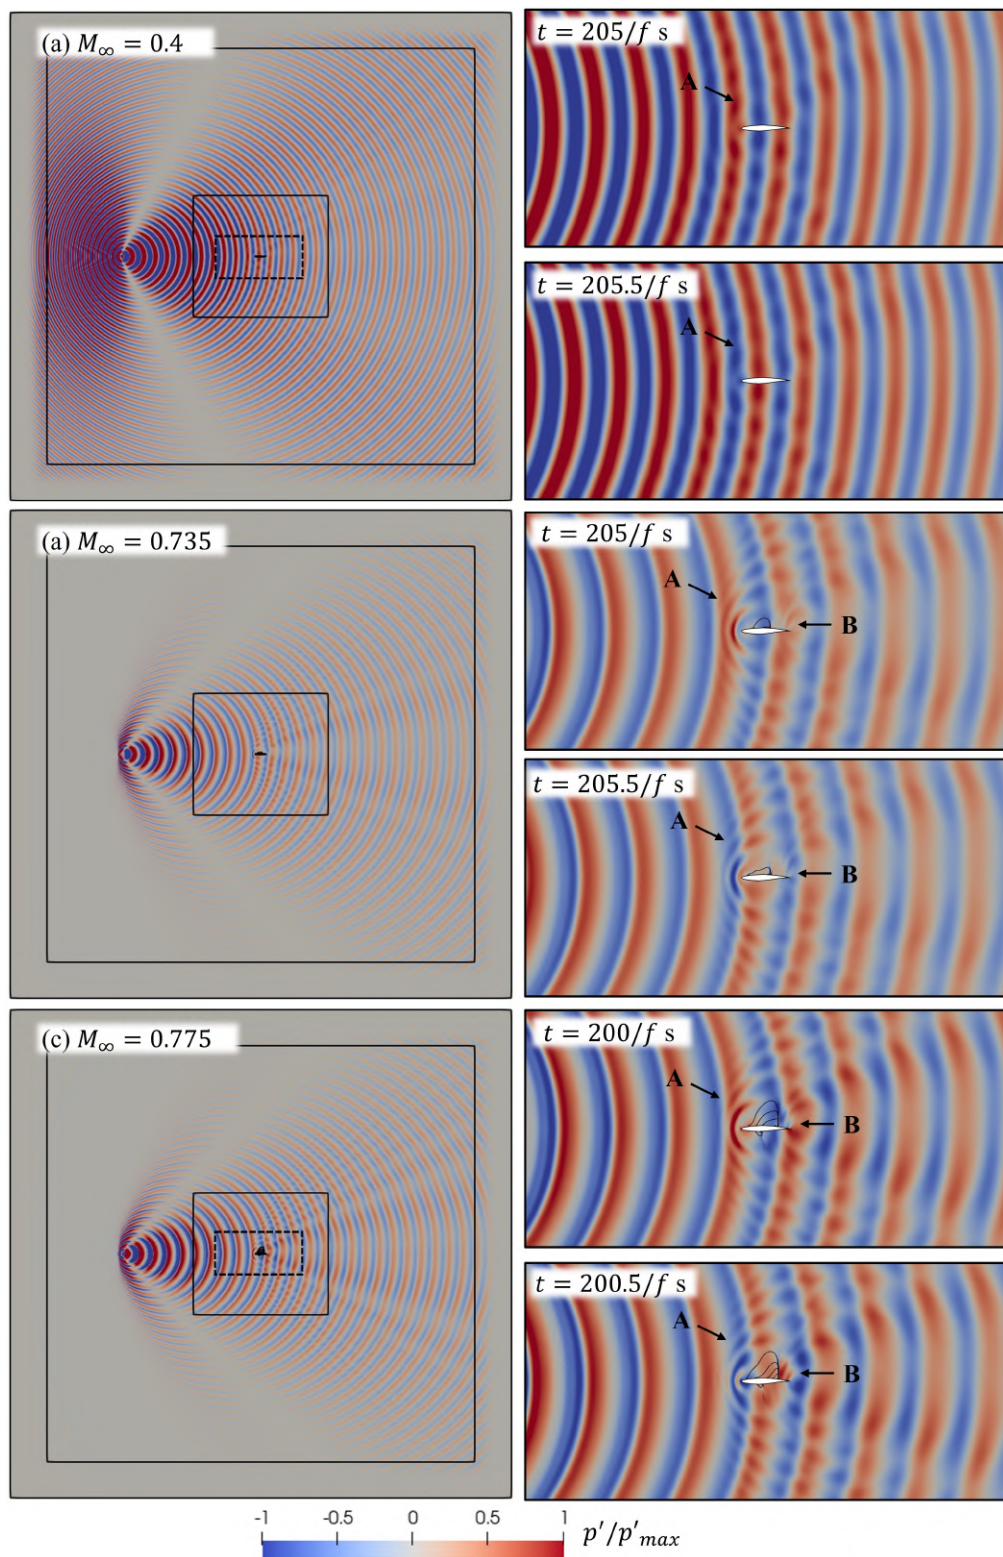 (a) M∞ = 0.4
t = 205/f s
A
t = 205.5/f s
A
(a) M∞ = 0.735
t = 205/f s
A
B
t = 205.5/f s
A
B
(c) M∞ = 0.775
t = 200/f s
A
B
t = 200.5/f s
A
B
-1 -0.5 0 0.5 1 p′/p′max